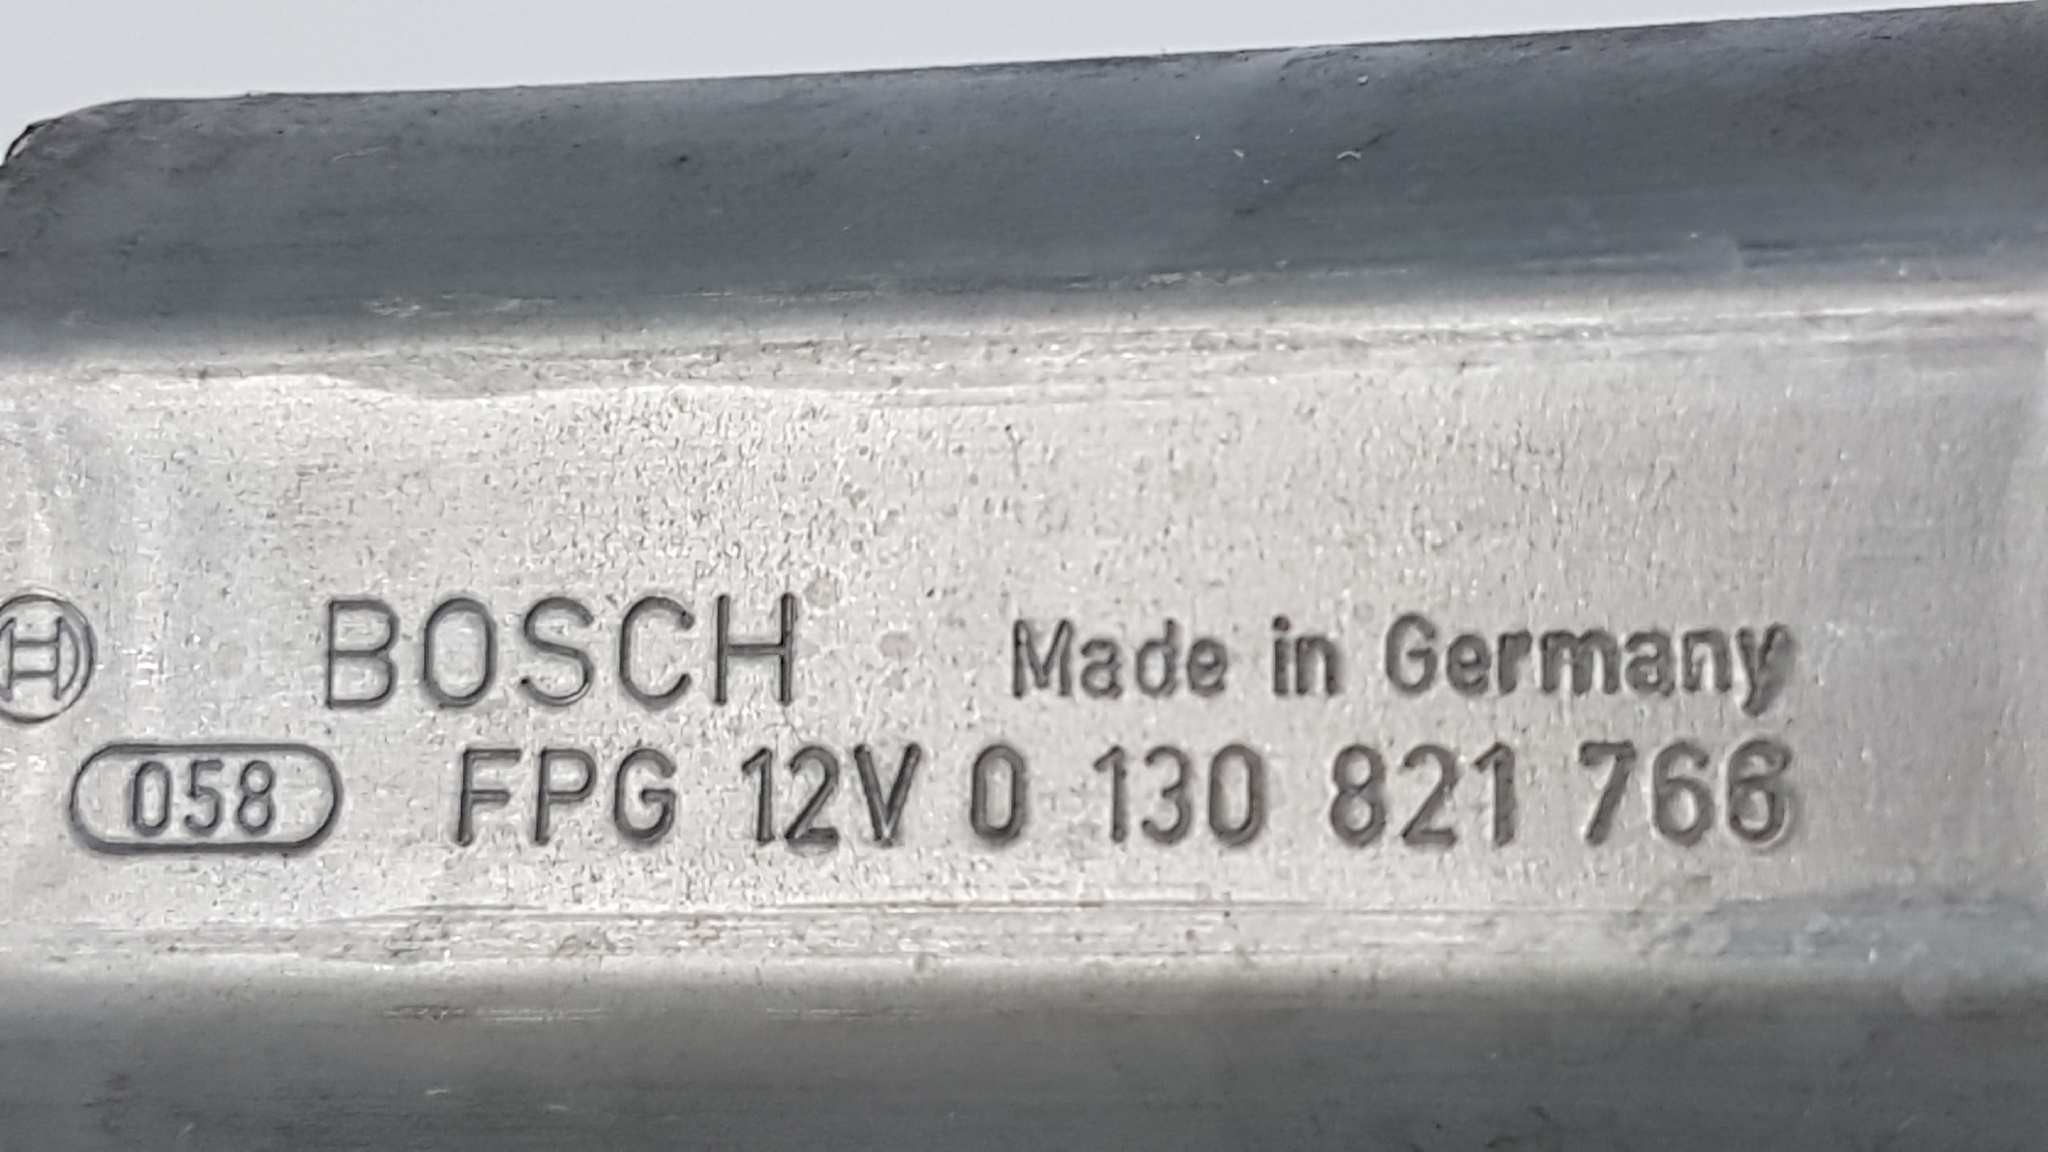 BOSCH Made in Germany
058 FPG 12V 0 130 821 766